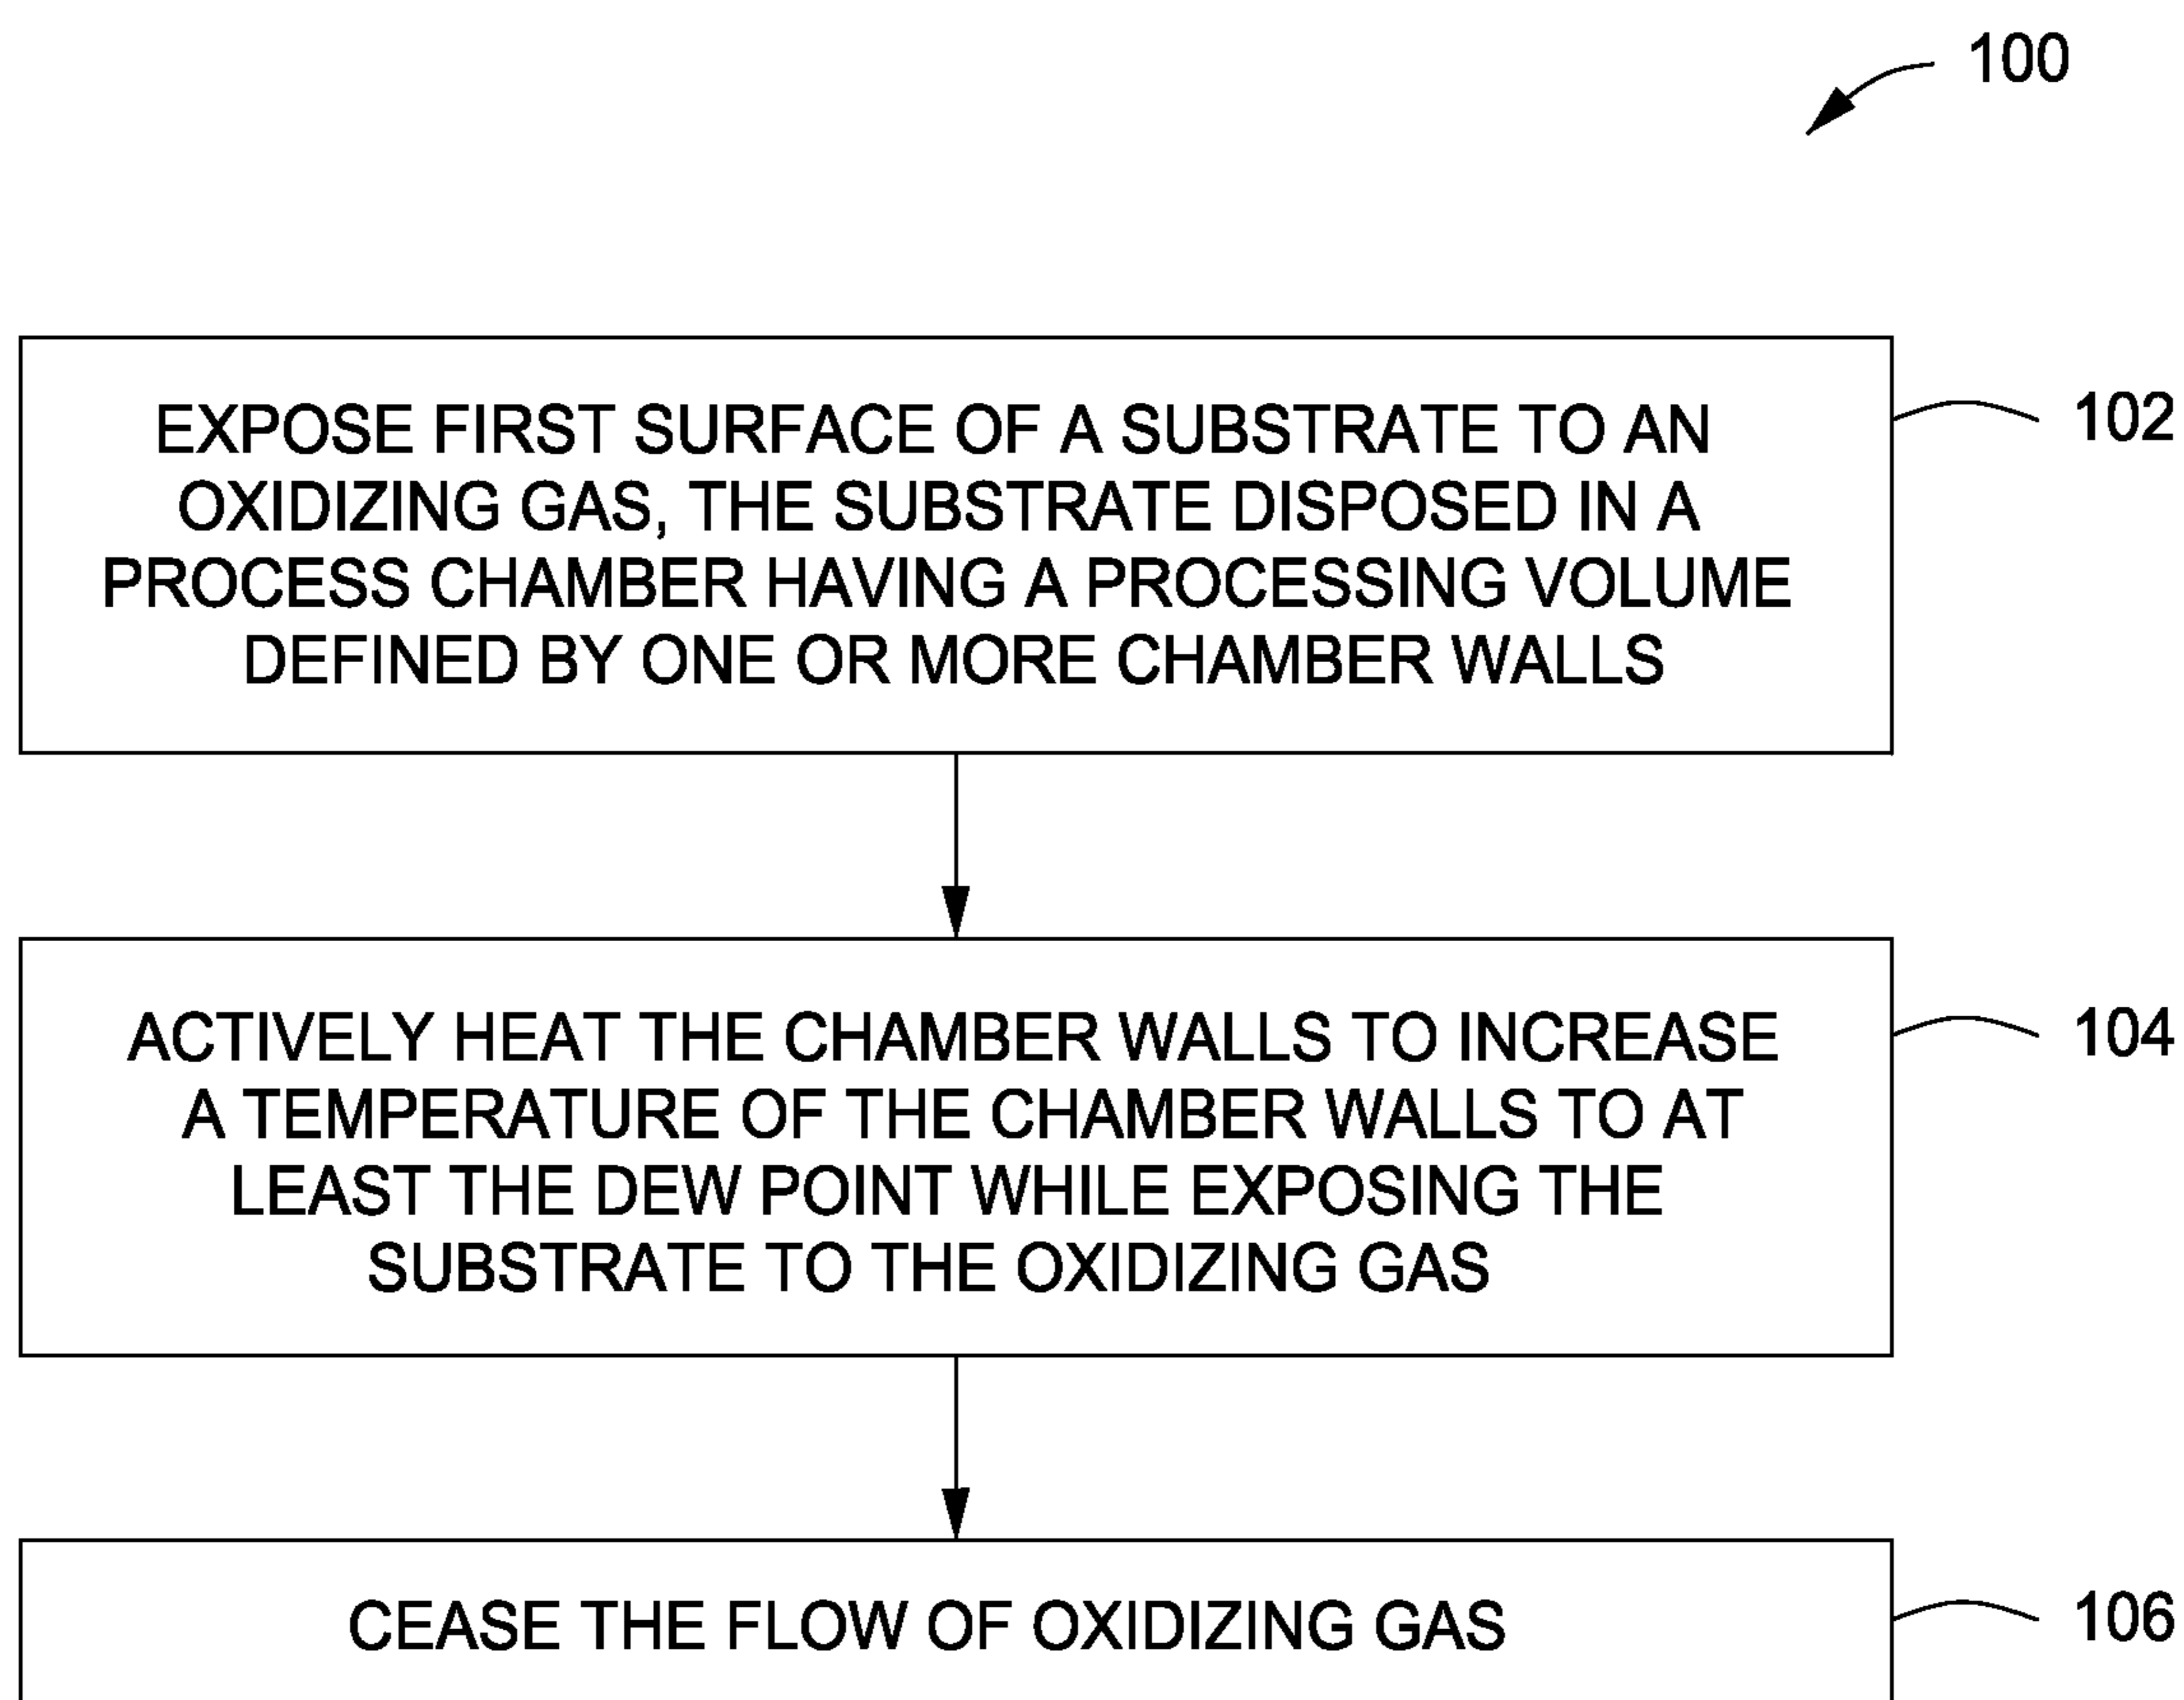 100
EXPOSE FIRST SURFACE OF A SUBSTRATE TO AN
OXIDIZING GAS, THE SUBSTRATE DISPOSED IN A
PROCESS CHAMBER HAVING A PROCESSING VOLUME
DEFINED BY ONE OR MORE CHAMBER WALLS
102
ACTIVELY HEAT THE CHAMBER WALLS TO INCREASE
A TEMPERATURE OF THE CHAMBER WALLS TO AT
LEAST THE DEW POINT WHILE EXPOSING THE
SUBSTRATE TO THE OXIDIZING GAS
104
CEASE THE FLOW OF OXIDIZING GAS
106